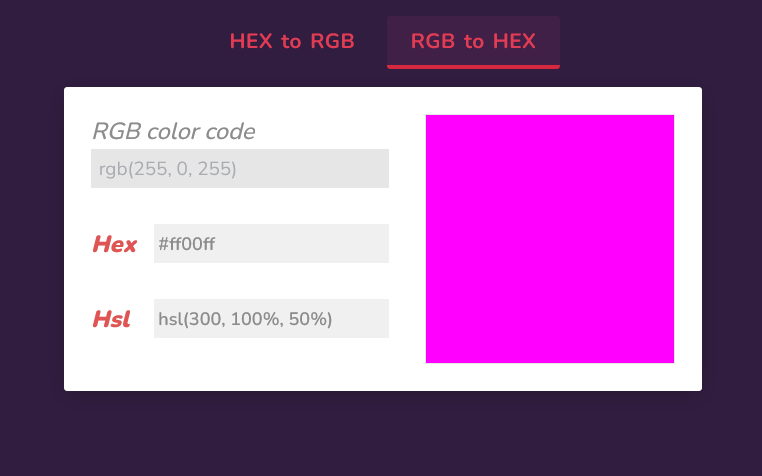 HEX to RGB
RGB to HEX
RGB color code
rgb(255, 0, 255)
Hex
#ff00ff
Hsl
hsl(300, 100%, 50%)